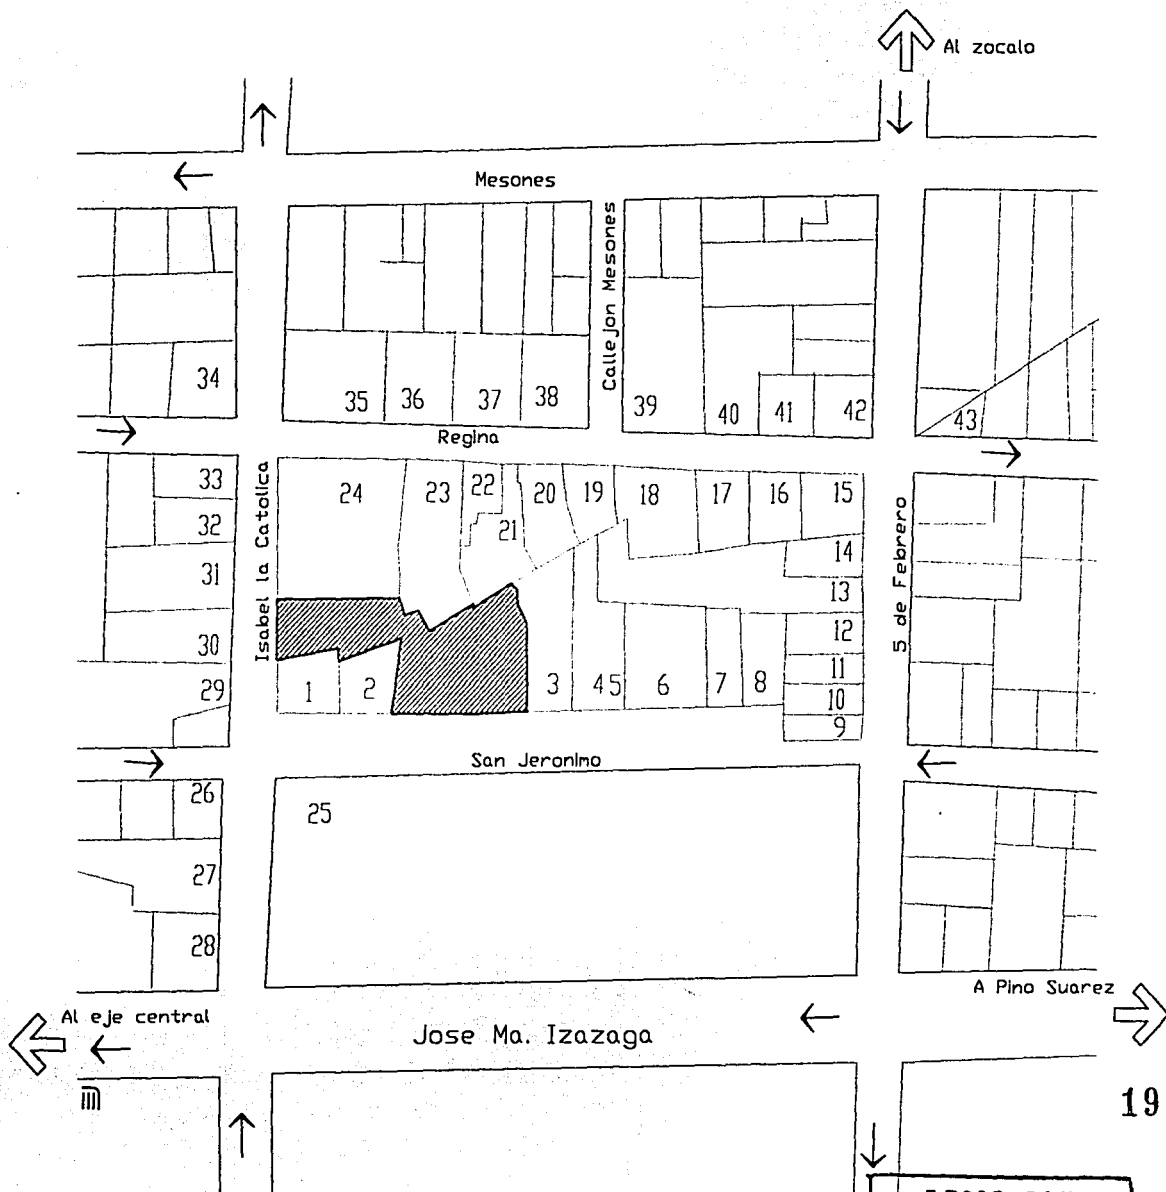 Al zocalo
Mesones
Callejon Mesones
34
35 36 37 38
39 40 41 42
43
Regina
33
32
31
30
29
Isabel la Catolica
24 23 22 21 20 19 18 17 16 15
14
13
12
11
10
9
1 2 3 4 5 6 7 8
5 de Febrero
San Jeronimo
26
27
28
25
A Pino Suarez
Al eje central
Jose Ma. Izazaga
19